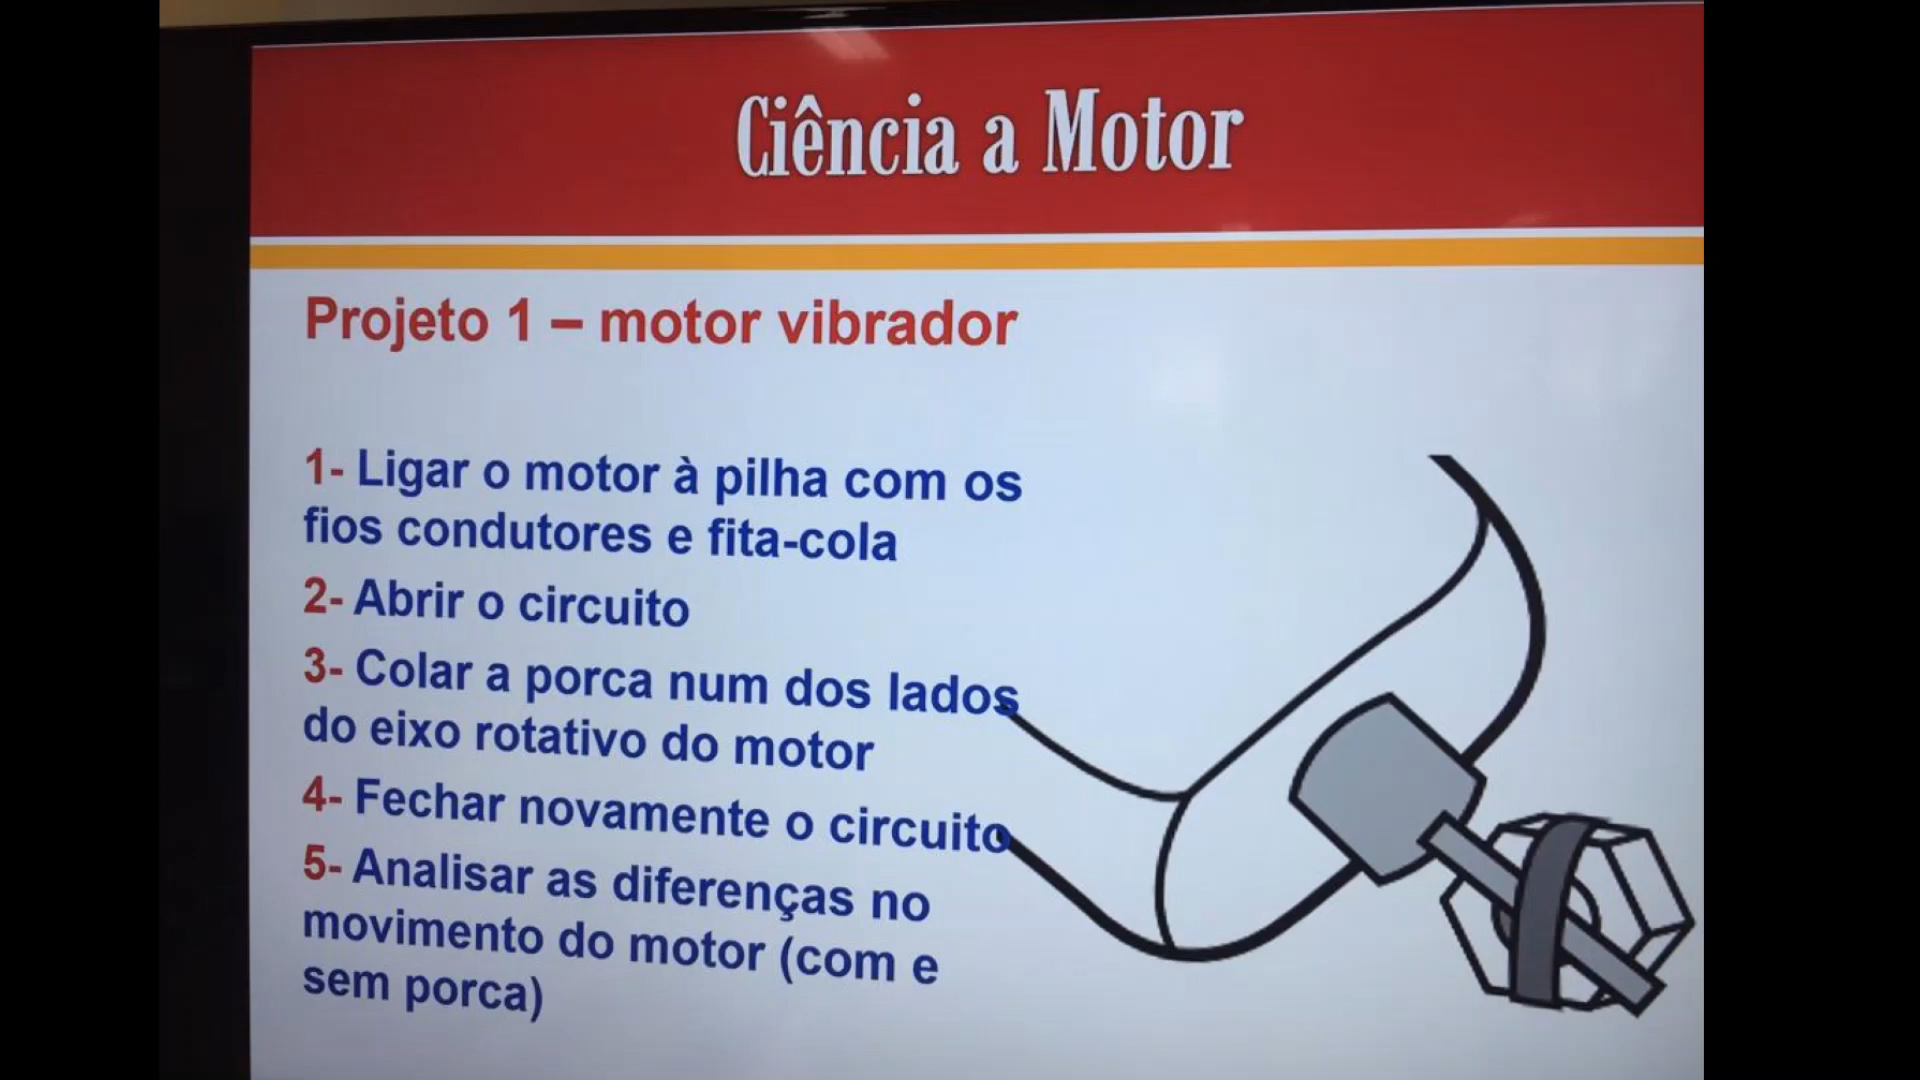 Ciência a Motor
Projeto 1 – motor vibrador
1- Ligar o motor à pilha com os
fios condutores e fita-cola
2- Abrir o circuito
3- Colar a porca num dos lados
do eixo rotativo do motor
4- Fechar novamente o circuito
5- Analisar as diferenças no
movimento do motor (com e
sem porca)